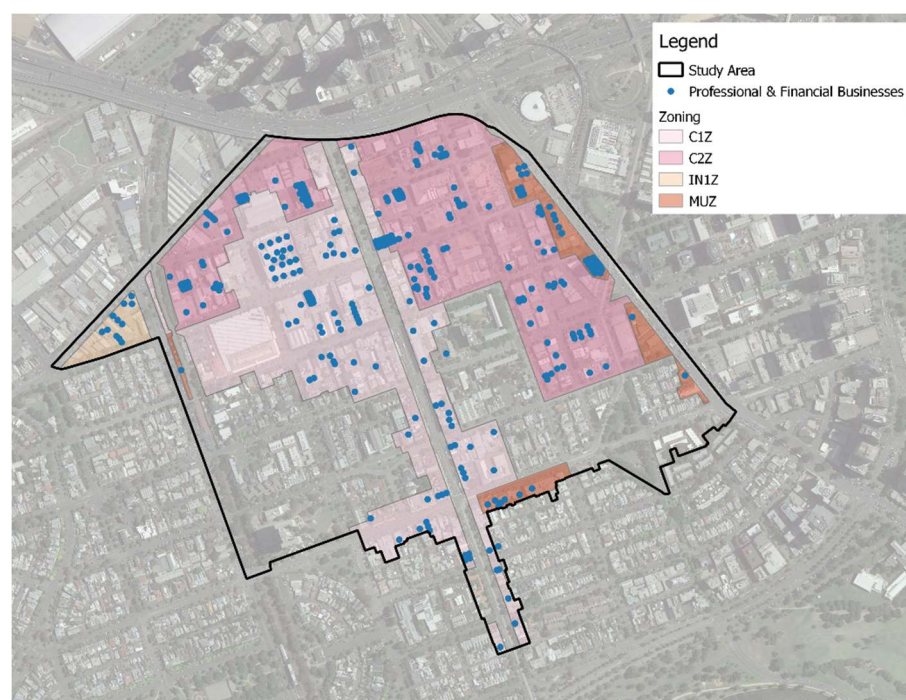 Legend
Study Area
Professional & Financial Businesses
Zoning
C1Z
C2Z
IN1Z
MUZ